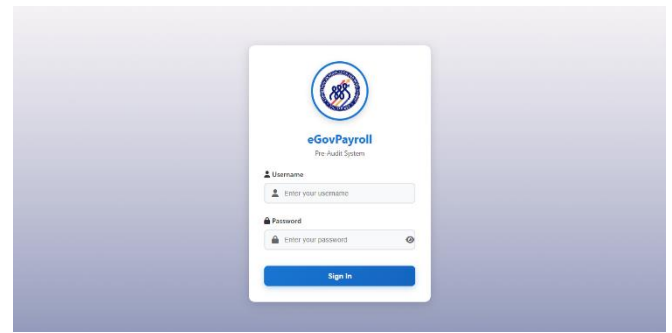 eGovPayroll
Pre-Audit System
Username
Enter your username
Password
Enter your password
Sign In